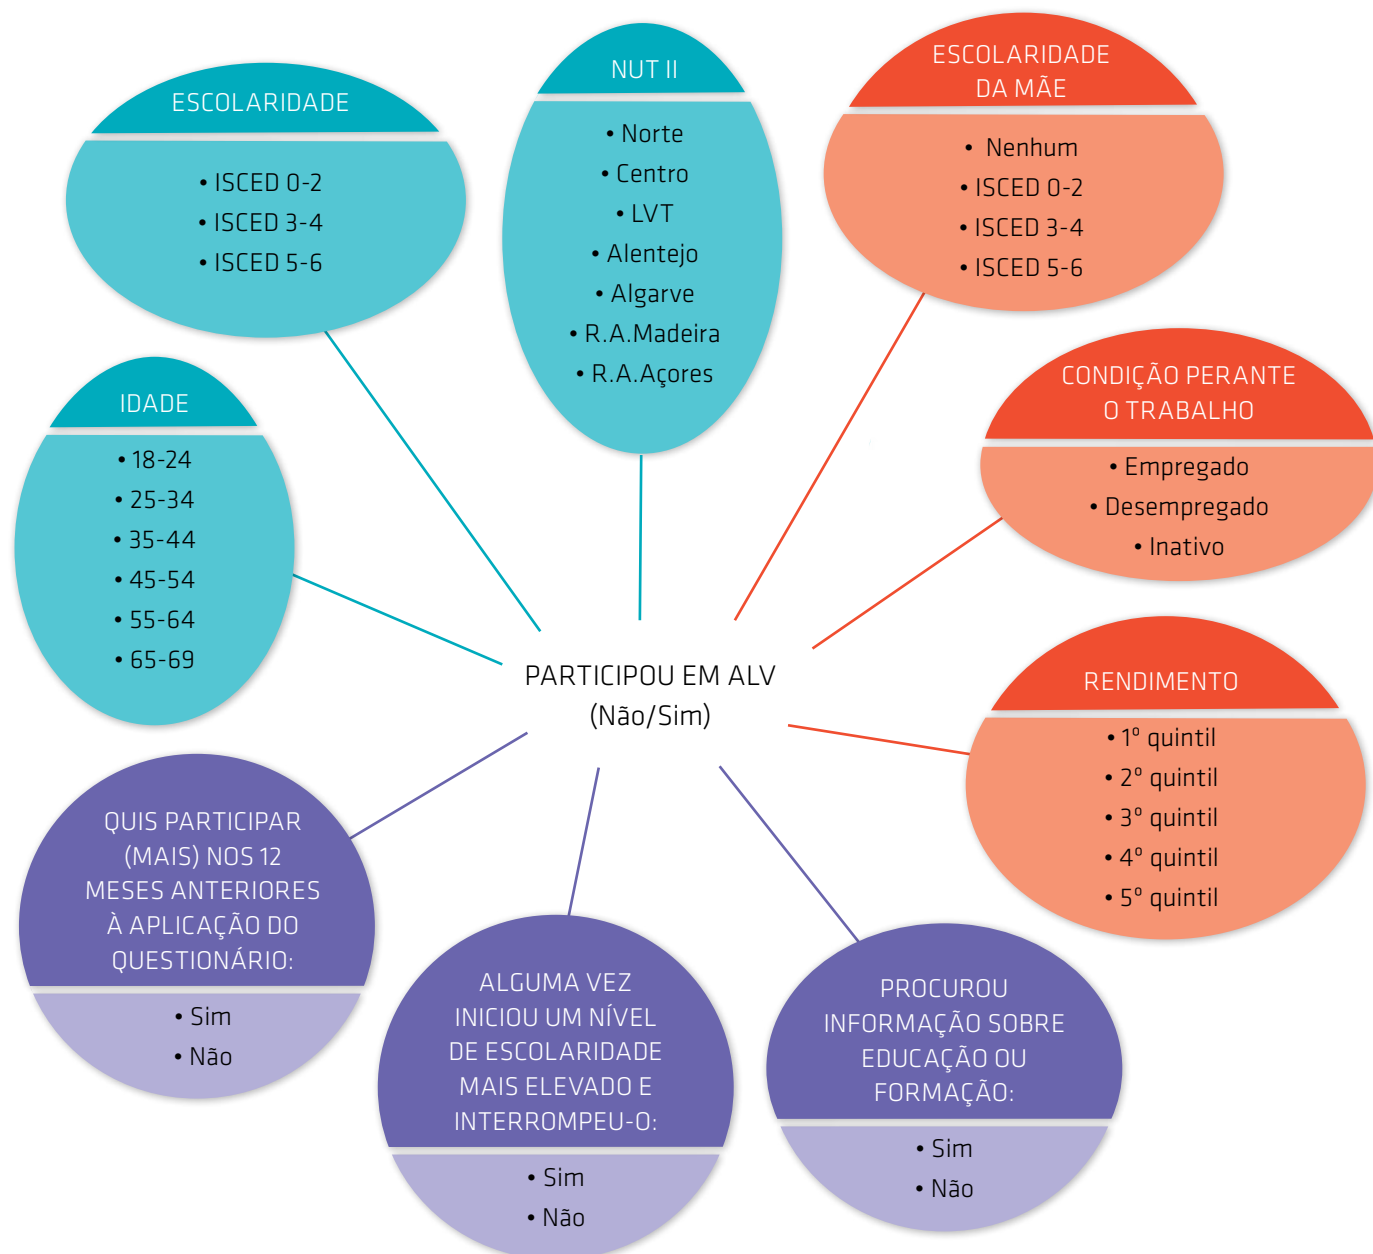 ESCOLARIDADE
• ISCED 0-2
• ISCED 3-4
• ISCED 5-6
NUT II
• Norte
• Centro
• LVT
• Alentejo
• Algarve
• R.A.Madeira
• R.A.Açores
ESCOLARIDADE
DA MÃE
• Nenhum
• ISCED 0-2
• ISCED 3-4
• ISCED 5-6
IDADE
• 18-24
• 25-34
• 35-44
• 45-54
• 55-64
• 65-69
CONDIÇÃO PERANTE
O TRABALHO
• Empregado
• Desempregado
• Inativo
PARTICIPOU EM ALV
(Não/Sim)
RENDIMENTO
• 1º quintil
• 2º quintil
• 3º quintil
• 4º quintil
• 5º quintil
QUIS PARTICIPAR
(MAIS) NOS 12
MESES ANTERIORES
À APLICAÇÃO DO
QUESTIONÁRIO:
• Sim
• Não
ALGUMA VEZ
INICIOU UM NÍVEL
DE ESCOLARIDADE
MAIS ELEVADO E
INTERROMPEU-O:
• Sim
• Não
PROCUROU
INFORMAÇÃO SOBRE
EDUCAÇÃO OU
FORMAÇÃO:
• Sim
• Não